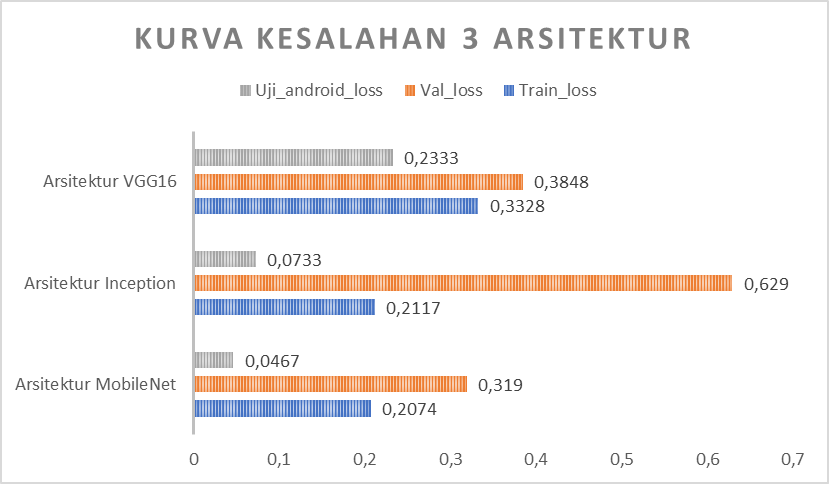 KURVA KESALAHAN 3 ARSITEKTUR
Uji_android_loss Val_loss Train_loss
Arsitektur VGG16
0,2333
0,3848
0,3328
Arsitektur Inception
0,0733
0,629
0,2117
Arsitektur MobileNet
0,0467
0,319
0,2074
0 0,1 0,2 0,3 0,4 0,5 0,6 0,7